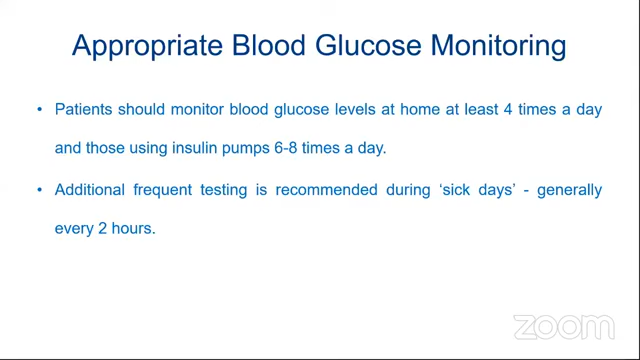 Appropriate Blood Glucose Monitoring
• Patients should monitor blood glucose levels at home at least 4 times a day
and those using insulin pumps 6-8 times a day.
• Additional frequent testing is recommended during ‘sick days’ - generally
every 2 hours.
zoom